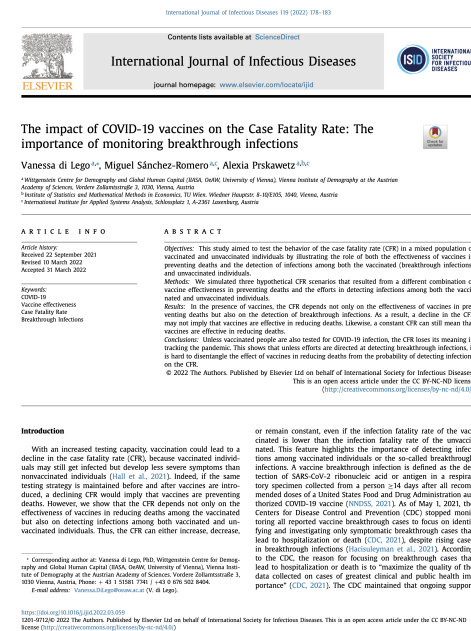 International Journal of Infectious Diseases 119 (2022) 178–183
Contents lists available at ScienceDirect
International Journal of Infectious Diseases
journal homepage: www.elsevier.com/locate/ijid
ELSEVIER
ISID
INTERNATIONAL
SOCIETY
FOR INFECTIOUS
DISEASES
The impact of COVID-19 vaccines on the Case Fatality Rate: The
importance of monitoring breakthrough infections
Check for
updates
Vanessa di Lego a,∗, Miguel Sánchez-Romero a,c, Alexia Prskawetz a,b,c
a Wittgenstein Centre for Demography and Global Human Capital (IIASA, OeAW, University of Vienna), Vienna Institute of Demography at the Austrian
Academy of Sciences, Vordere Zollamtstraße 3, 1030, Vienna, Austria
b Institute of Statistics and Mathematical Methods in Economics, TU Wien. Wiedner Hauptstr. 8-10/E105, 1040, Vienna, Austria
c International Institute for Applied Systems Analysis, Schlossplatz 1, A-2361 Laxenburg, Austria
ARTICLE INFO
Article history:
Received 22 September 2021
Revised 10 March 2022
Accepted 31 March 2022
Keywords:
COVID-19
Vaccine effectiveness
Case Fatality Rate
Breakthrough Infections
ABSTRACT
Objectives: This study aimed to test the behavior of the case fatality rate (CFR) in a mixed population o
vaccinated and unvaccinated individuals by illustrating the role of both the effectiveness of vaccines i
preventing deaths and the detection of infections among both the vaccinated (breakthrough infections
and unvaccinated individuals.
Methods: We simulated three hypothetical CFR scenarios that resulted from a different combination o
vaccine effectiveness in preventing deaths and the efforts in detecting infections among both the vacci
nated and unvaccinated individuals.
Results: In the presence of vaccines, the CFR depends not only on the effectiveness of vaccines in pre
venting deaths but also on the detection of breakthrough infections. As a result, a decline in the CF
may not imply that vaccines are effective in reducing deaths. Likewise, a constant CFR can still mean tha
vaccines are effective in reducing deaths.
Conclusions: Unless vaccinated people are also tested for COVID-19 infection, the CFR loses its meaning i
tracking the pandemic. This shows that unless efforts are directed at detecting breakthrough infections, i
is hard to disentangle the effect of vaccines in reducing deaths from the probability of detecting infection
on the CFR.
© 2022 The Authors. Published by Elsevier Ltd on behalf of International Society for Infectious Diseases
This is an open access article under the CC BY-NC-ND licens
(http://creativecommons.org/licenses/by-nc-nd/4.0/
Introduction
With an increased testing capacity, vaccination could lead to a
decline in the case fatality rate (CFR), because vaccinated individ-
uals may still get infected but develop less severe symptoms than
nonvaccinated individuals (Hall et al., 2021). Indeed, if the same
testing strategy is maintained before and after vaccines are intro-
duced, a declining CFR would imply that vaccines are preventing
deaths. However, we show that the CFR depends not only on the
effectiveness of vaccines in reducing deaths among the vaccinated
but also on detecting infections among both vaccinated and un-
vaccinated individuals. Thus, the CFR can either increase, decrease,
∗ Corresponding author at: Vanessa di Lego, PhD, Wittgenstein Centre for Demog-
raphy and Global Human Capital (IIASA, OeAW, University of Vienna), Vienna Insti-
tute of Demography at the Austrian Academy of Sciences, Vordere Zollamtsstraße 3,
1030 Vienna, Austria, Phone: + 43 1 51581 7741 / +43 0 676 502 8404.
E-mail address: Vanessa.DiLego@oeaw.ac.at (V. di Lego).
or remain constant, even if the infection fatality rate of the vac
cinated is lower than the infection fatality rate of the unvacci
nated. This feature highlights the importance of detecting infec
tions among vaccinated individuals or the so-called breakthroug
infections. A vaccine breakthrough infection is defined as the de
tection of SARS-CoV-2 ribonucleic acid or antigen in a respira
tory specimen collected from a person ≥14 days after all recom
mended doses of a United States Food and Drug Administration au
thorized COVID-19 vaccine (NNDSS, 2021). As of May 1, 2021, th
Centers for Disease Control and Prevention (CDC) stopped moni
toring all reported vaccine breakthrough cases to focus on identi
fying and investigating only symptomatic breakthrough cases tha
lead to hospitalization or death (CDC, 2021), despite rising case
in breakthrough infections (Hacisuleyman et al., 2021). Accordin
to the CDC, the reason for focusing on breakthrough cases tha
lead to hospitalization or death is to “maximize the quality of th
data collected on cases of greatest clinical and public health im
portance” (CDC, 2021). The CDC maintained that ongoing suppor
https://doi.org/10.1016/j.ijid.2022.03.059
1201-9712/© 2022 The Authors. Published by Elsevier Ltd on behalf of International Society for Infectious Diseases. This is an open access article under the CC BY-NC-ND
license (http://creativecommons.org/licenses/by-nc-nd/4.0/)